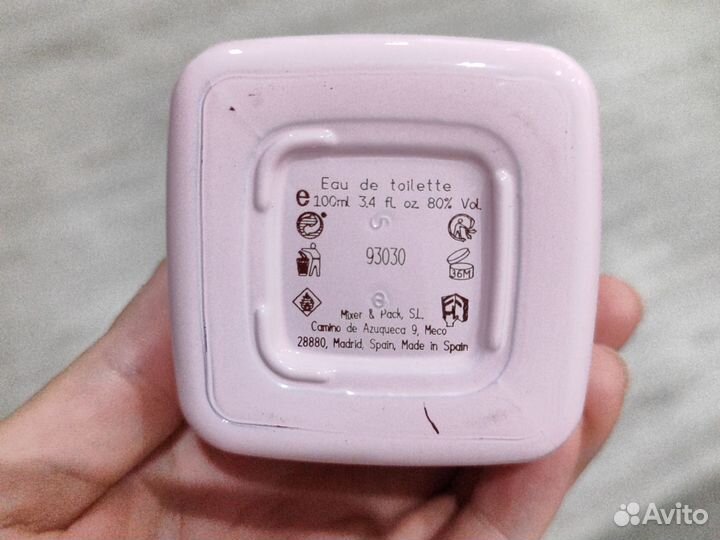 Eau de toilette
e 100ml 3,4 fl. oz. 80% Vol.
S
93030
36M
Mixer & Pack, S.L.
Camino de Azuqueca 9, Meco
28880, Madrid, Spain, Made in Spain
Avito